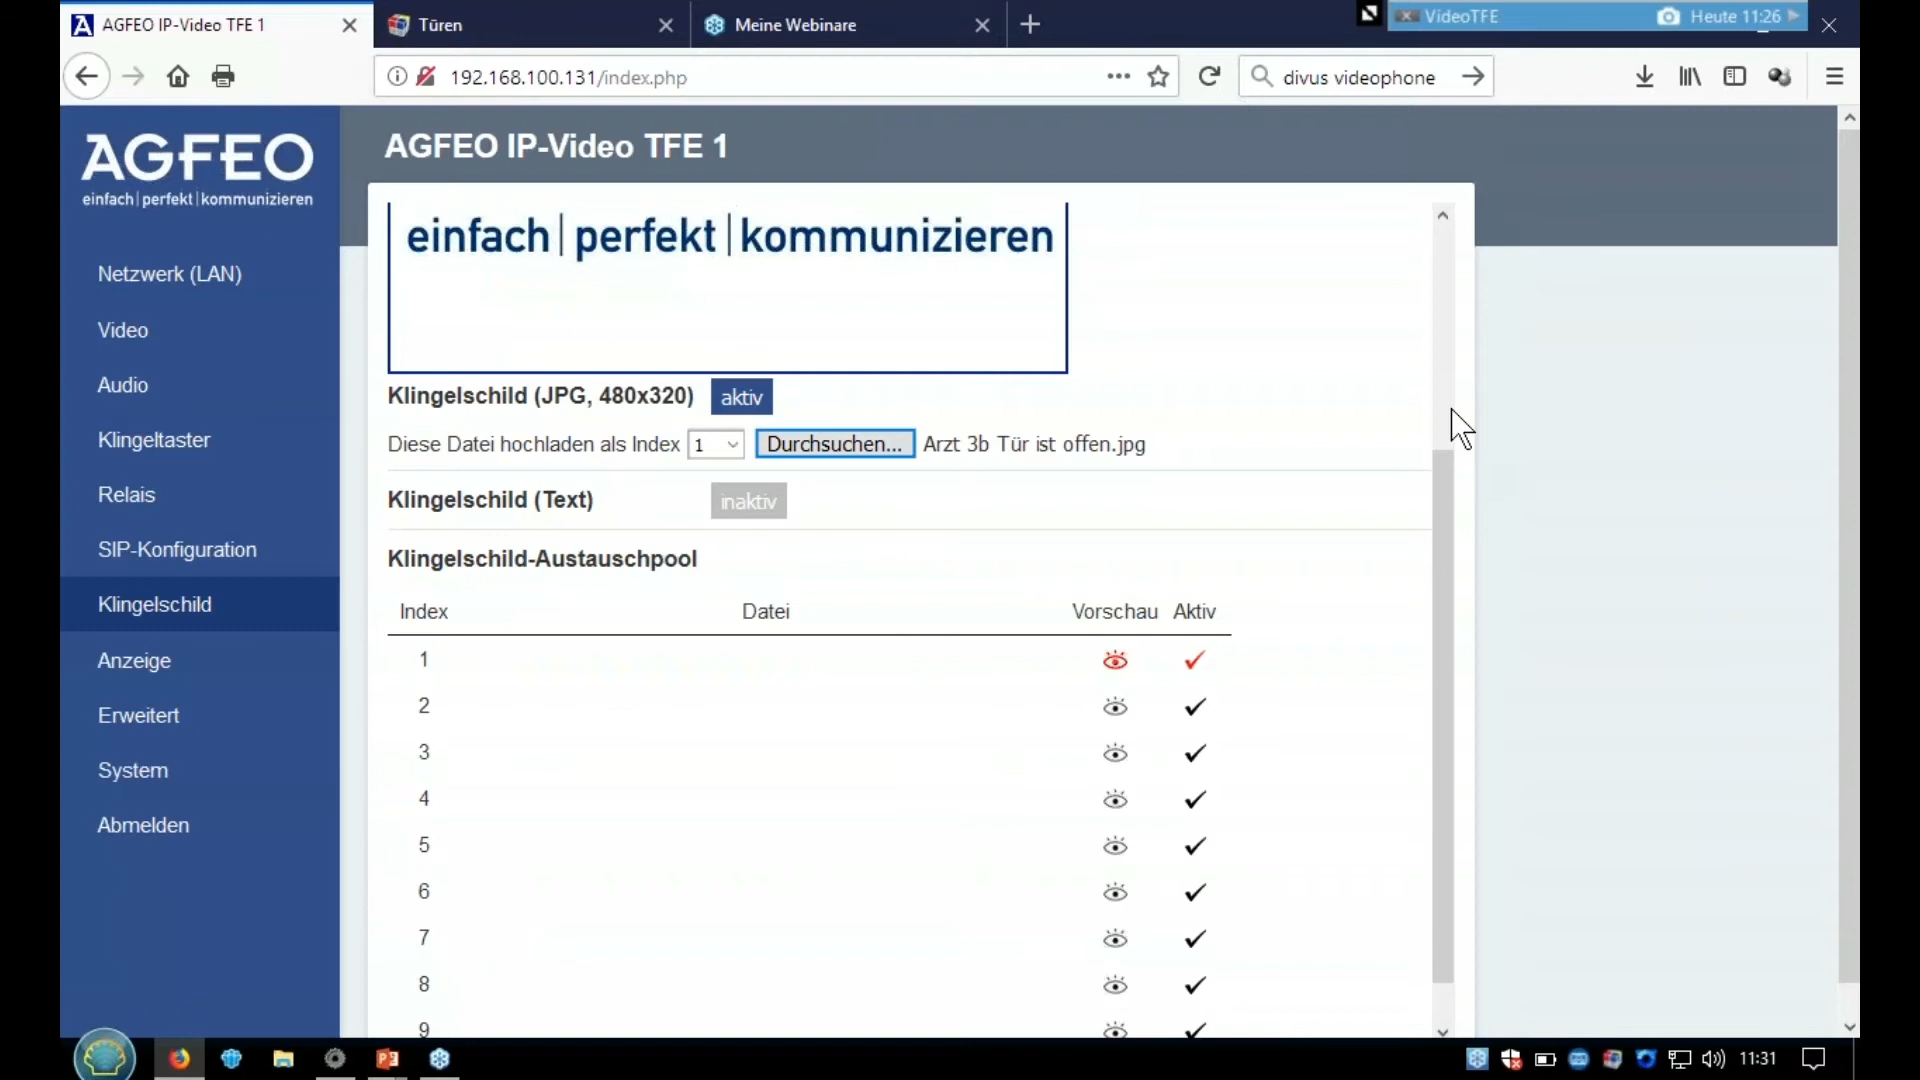 AGFEO IP-Video TFE 1
Türen
Meine Webinare
VideoTFE
Heute 11:26
192.168.100.131/index.php
divus videophone
AGFEO
einfach|perfekt|kommunizieren
Netzwerk (LAN)
Video
Audio
Klingeltaster
Relais
SIP-Konfiguration
Klingelschild
Anzeige
Erweitert
System
Abmelden
AGFEO IP-Video TFE 1
einfach|perfekt|kommunizieren
Klingelschild (JPG, 480x320) aktiv
Diese Datei hochladen als Index 1 Durchsuchen... Arzt 3b Tür ist offen.jpg
Klingelschild (Text) inaktiv
Klingelschild-Austauschpool
Index Datei Vorschau Aktiv
1
2
3
4
5
6
7
8
9
11:31